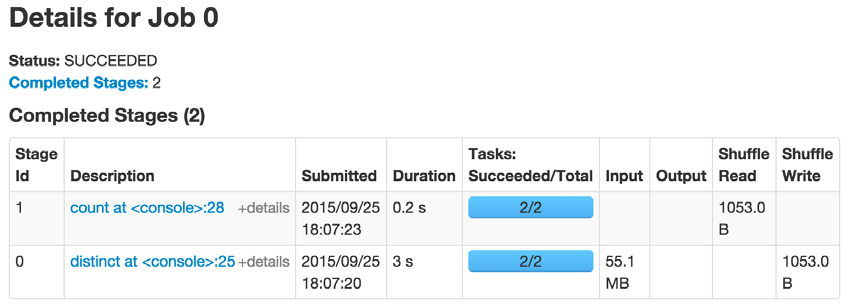 Details for Job 0
Status: SUCCEEDED
Completed Stages: 2
Completed Stages (2)
Stage Id Description Submitted Duration Tasks: Succeeded/Total Input Output Shuffle Read Shuffle Write
1 count at <console>:28 +details 2015/09/25 18:07:23 0.2 s 2/2 1053.0 B
0 distinct at <console>:25 +details 2015/09/25 18:07:20 3 s 2/2 55.1 MB 1053.0 B